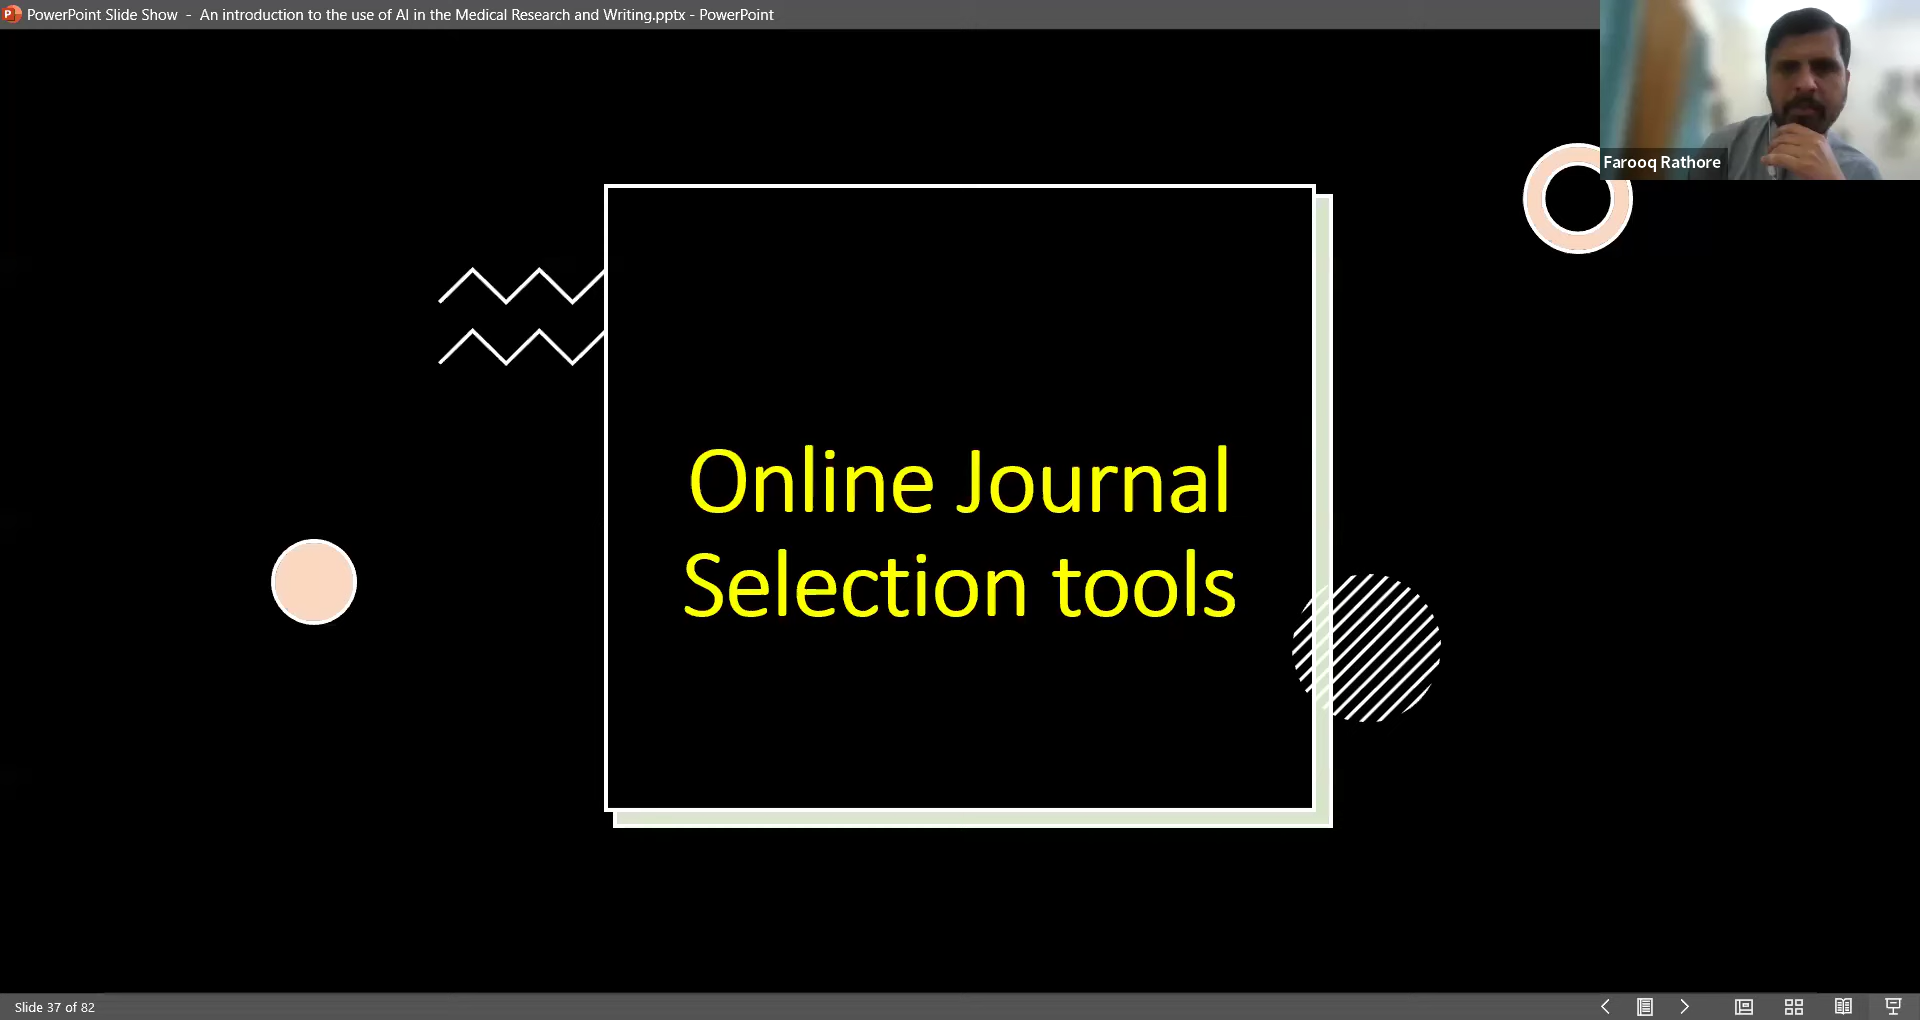 PowerPoint Slide Show - An introduction to the use of AI in the Medical Research and Writing.pptx - PowerPoint
Farooq Rathore
Online Journal
Selection tools
Slide 37 of 82